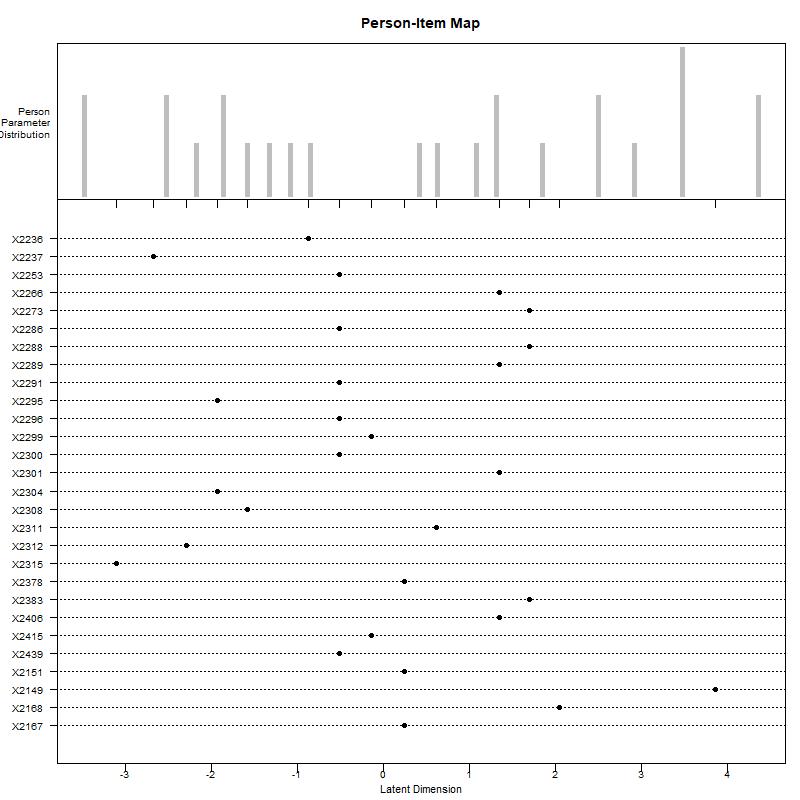 Person-Item Map
Person
Parameter
Distribution
X2236
X2237
X2253
X2266
X2273
X2286
X2288
X2289
X2291
X2295
X2296
X2299
X2300
X2301
X2304
X2308
X2311
X2312
X2315
X2378
X2383
X2406
X2415
X2439
X2151
X2149
X2168
X2167
-3 -2 -1 0 1 2 3 4
Latent Dimension